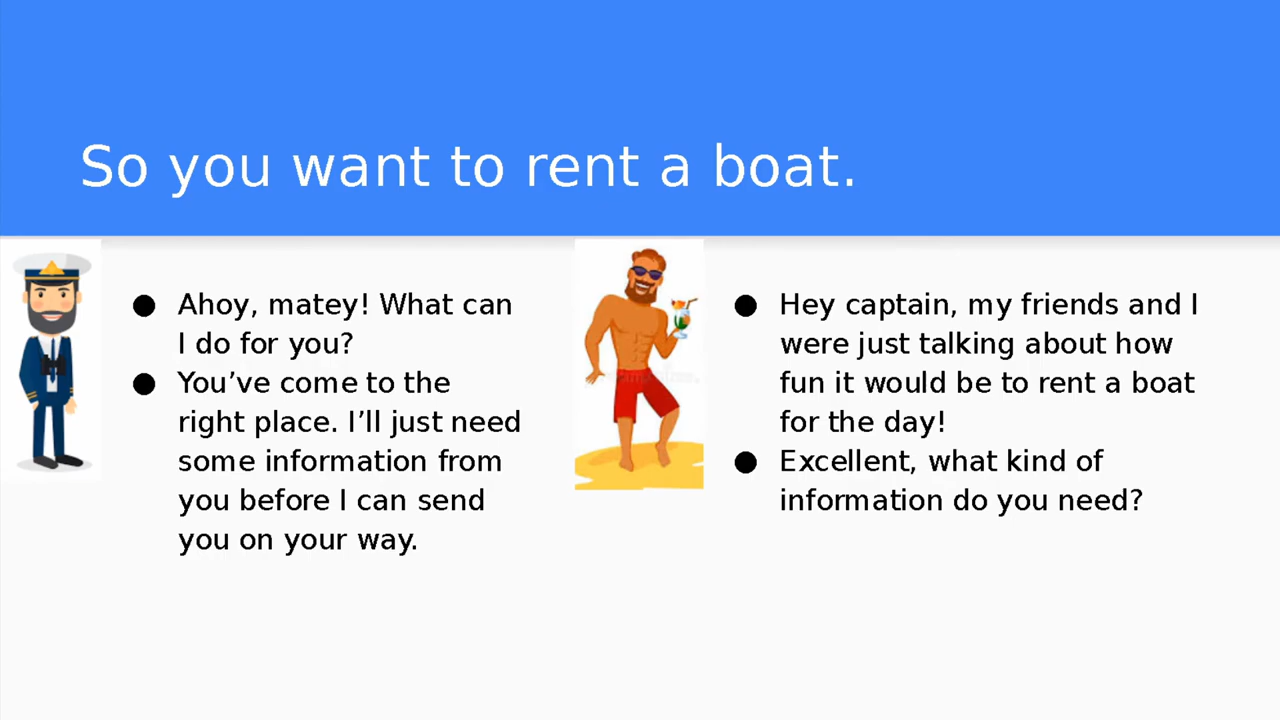 So you want to rent a boat.
● Ahoy, matey! What can
I do for you?
● You’ve come to the
right place. I’ll just need
some information from
you before I can send
you on your way.
● Hey captain, my friends and I
were just talking about how
fun it would be to rent a boat
for the day!
● Excellent, what kind of
information do you need?